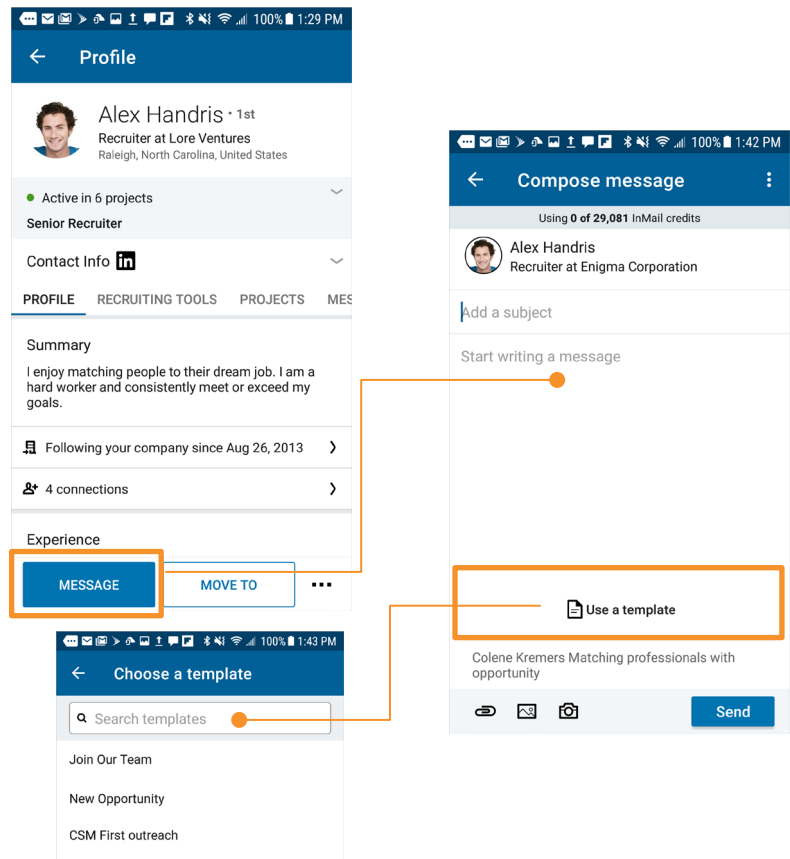 100% 1:29 PM
Profile
Alex Handris · 1st
Recruiter at Lore Ventures
Raleigh, North Carolina, United States
Active in 6 projects
Senior Recruiter
Contact Info in
PROFILE RECRUITING TOOLS PROJECTS MES
Summary
I enjoy matching people to their dream job. I am a
hard worker and consistently meet or exceed my
goals.
Following your company since Aug 26, 2013
4 connections
Experience
MESSAGE MOVE TO
100% 1:42 PM
Compose message
Using 0 of 29,081 InMail credits
Alex Handris
Recruiter at Enigma Corporation
Add a subject
Start writing a message
Use a template
Colene Kremers Matching professionals with
opportunity
Send
100% 1:43 PM
Choose a template
Search templates
Join Our Team
New Opportunity
CSM First outreach